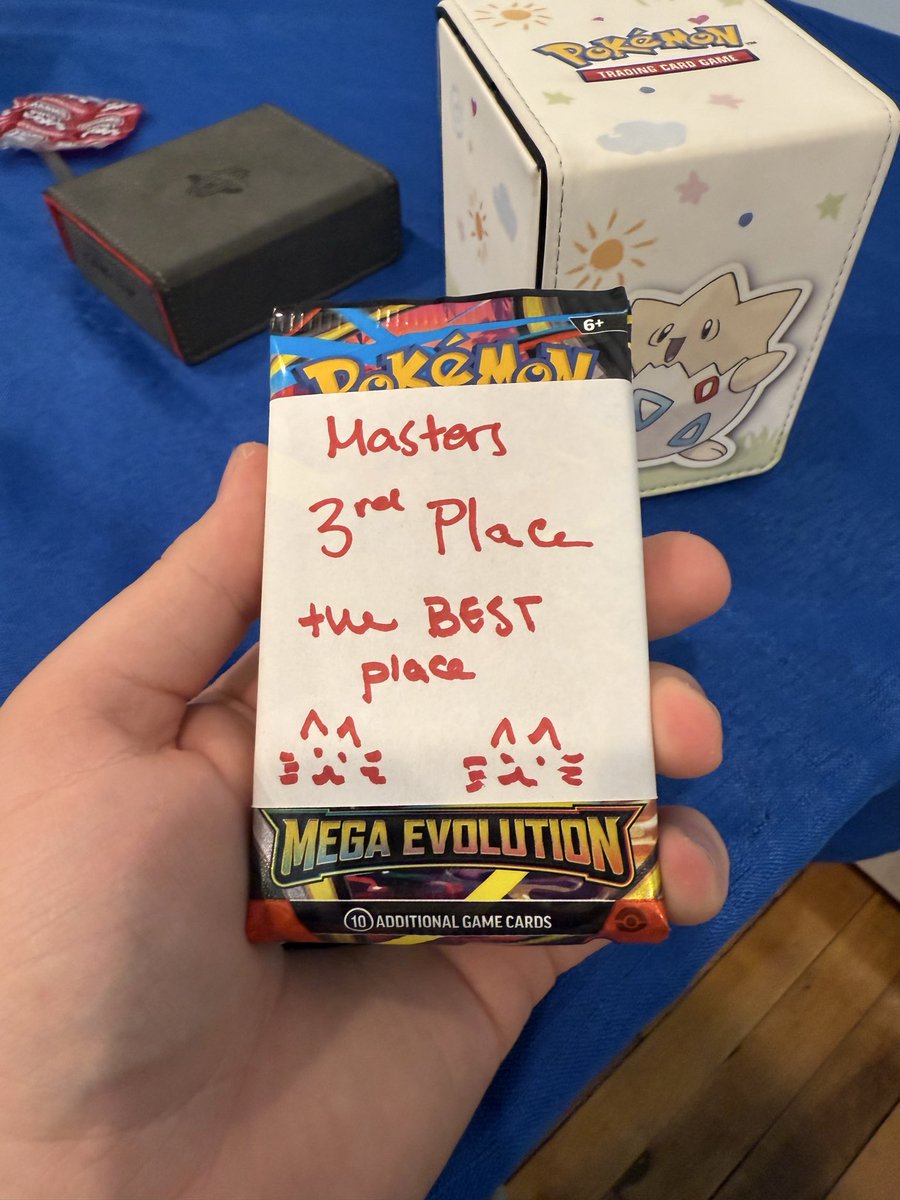 POKéMON
TRADING CARD GAME
6+
POKéMON
Masters
3rd Place
the BEST
place
MEGA EVOLUTION
10 ADDITIONAL GAME CARDS